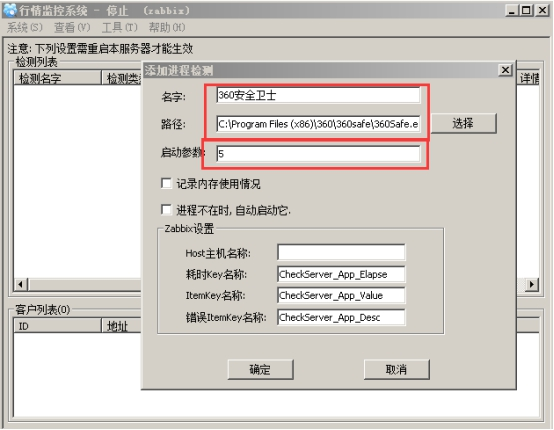 行情监控系统 - 停止 (zabbix)
系统(S) 查看(V) 工具(T) 帮助(H)
注意: 下列设置需重启本服务器才能生效
检测列表
检测名字 检测类 详情
添加进程检测
名字: 360安全卫士
路径: C:\Program Files (x86)\360\360safe\360Safe.e 选择
启动参数: 5
记录内存使用情况
进程不在时, 自动启动它.
Zabbix设置
Host主机名称:
耗时Key名称: CheckServer_App_Elapse
ItemKey名称: CheckServer_App_Value
错误ItemKey名称: CheckServer_App_Desc
确定 取消
客户列表(0)
ID 地址